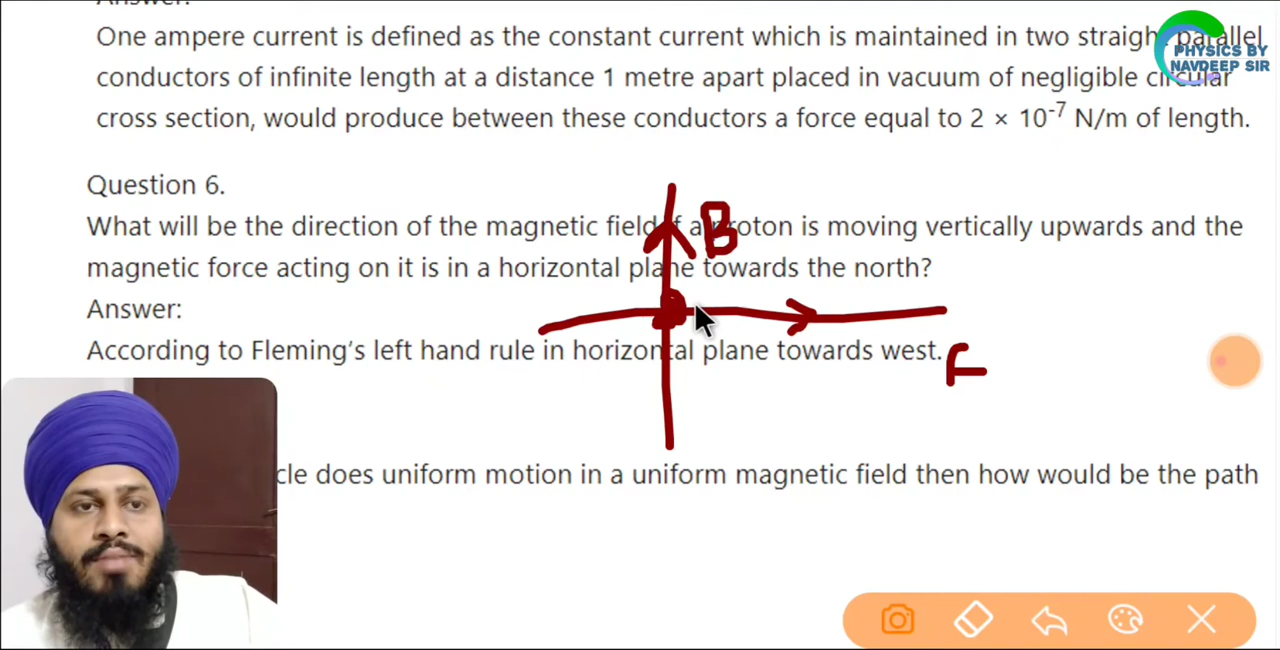 Answer:
One ampere current is defined as the constant current which is maintained in two straight parallel
PHYSICS BY
NAVDEEP SIR
conductors of infinite length at a distance 1 metre apart placed in vacuum of negligible circular
cross section, would produce between these conductors a force equal to 2 × 10⁻⁷ N/m of length.
Question 6.
What will be the direction of the magnetic field if a proton is moving vertically upwards and the
B
magnetic force acting on it is in a horizontal plane towards the north?
Answer:
According to Fleming's left hand rule in horizontal plane towards west.
F
does uniform motion in a uniform magnetic field then how would be the path